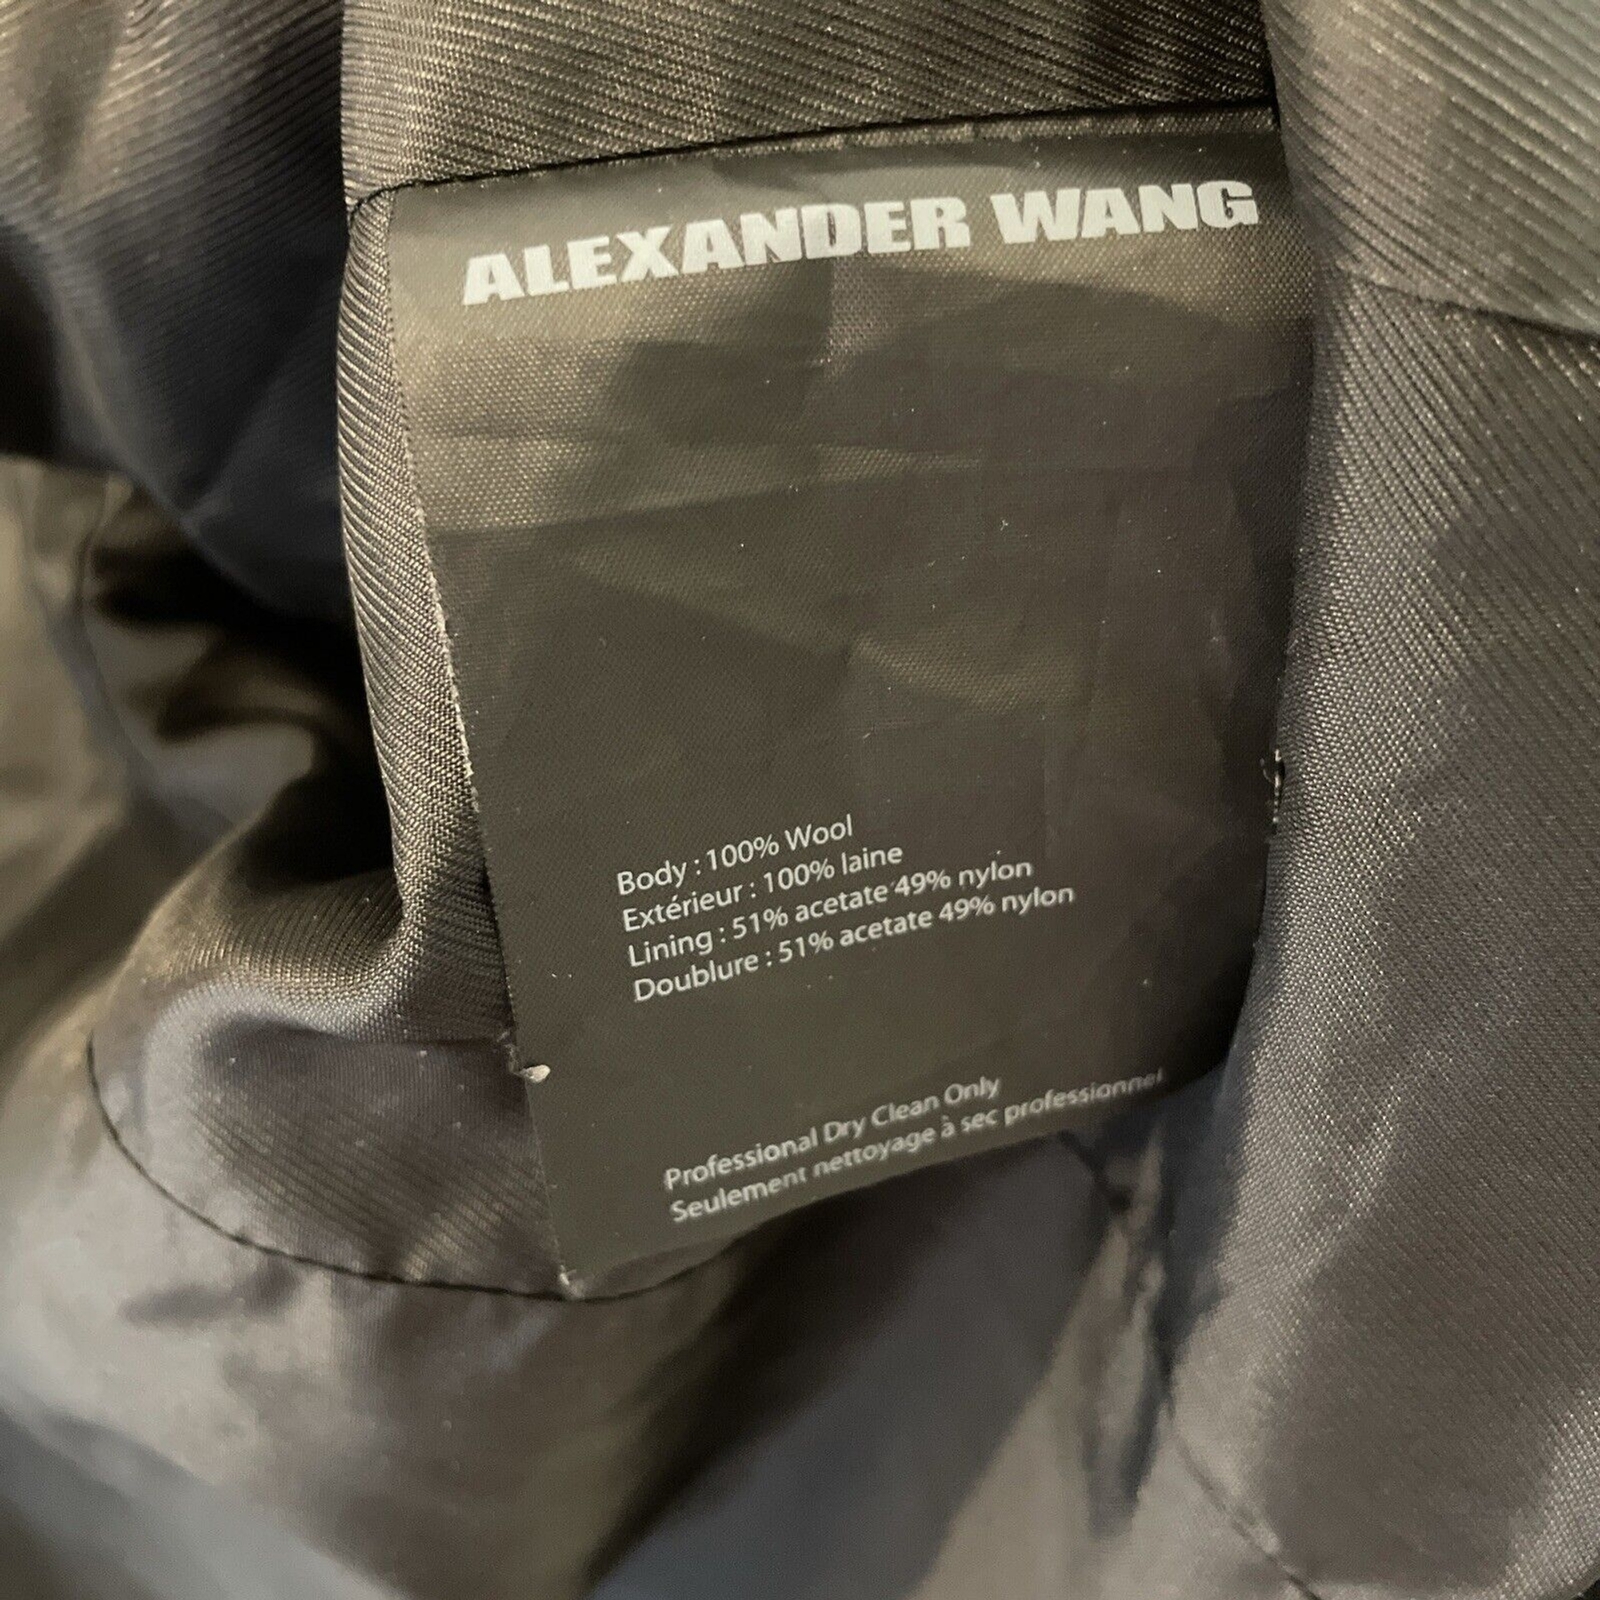 ALEXANDER WANG
Body : 100% Wool
Extérieur : 100% laine
Lining : 51% acetate 49% nylon
Doublure : 51% acetate 49% nylon
Professional Dry Clean Only
Seulement nettoyage à sec professionnel